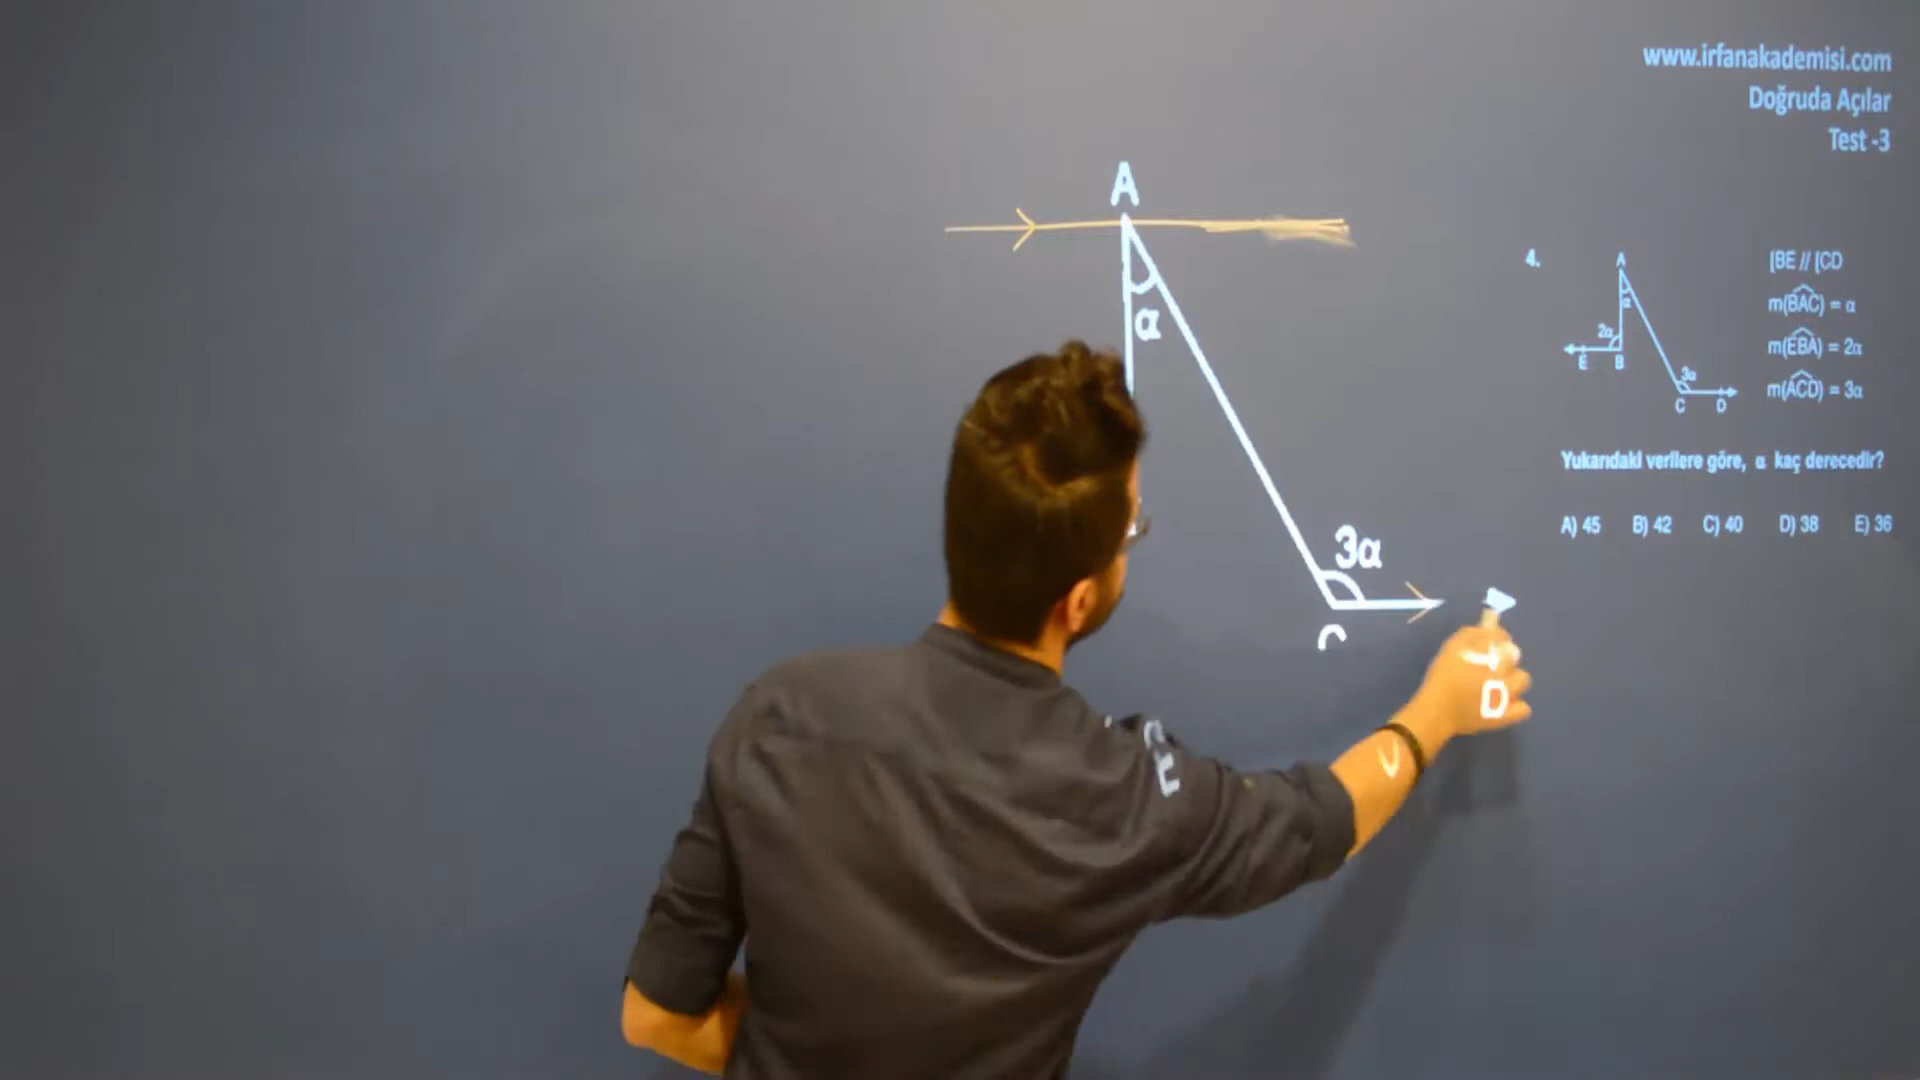 www.irfanakademisi.com
Doğruda Açılar
Test -3
A
α
3α
C
D
4.
A
α
2α
E
B
3α
C
D
[BE // [CD
m(BAC) = α
m(EBA) = 2α
m(ACD) = 3α
Yukarıdaki verilere göre, α kaç derecedir?
A) 45 B) 42 C) 40 D) 38 E) 36